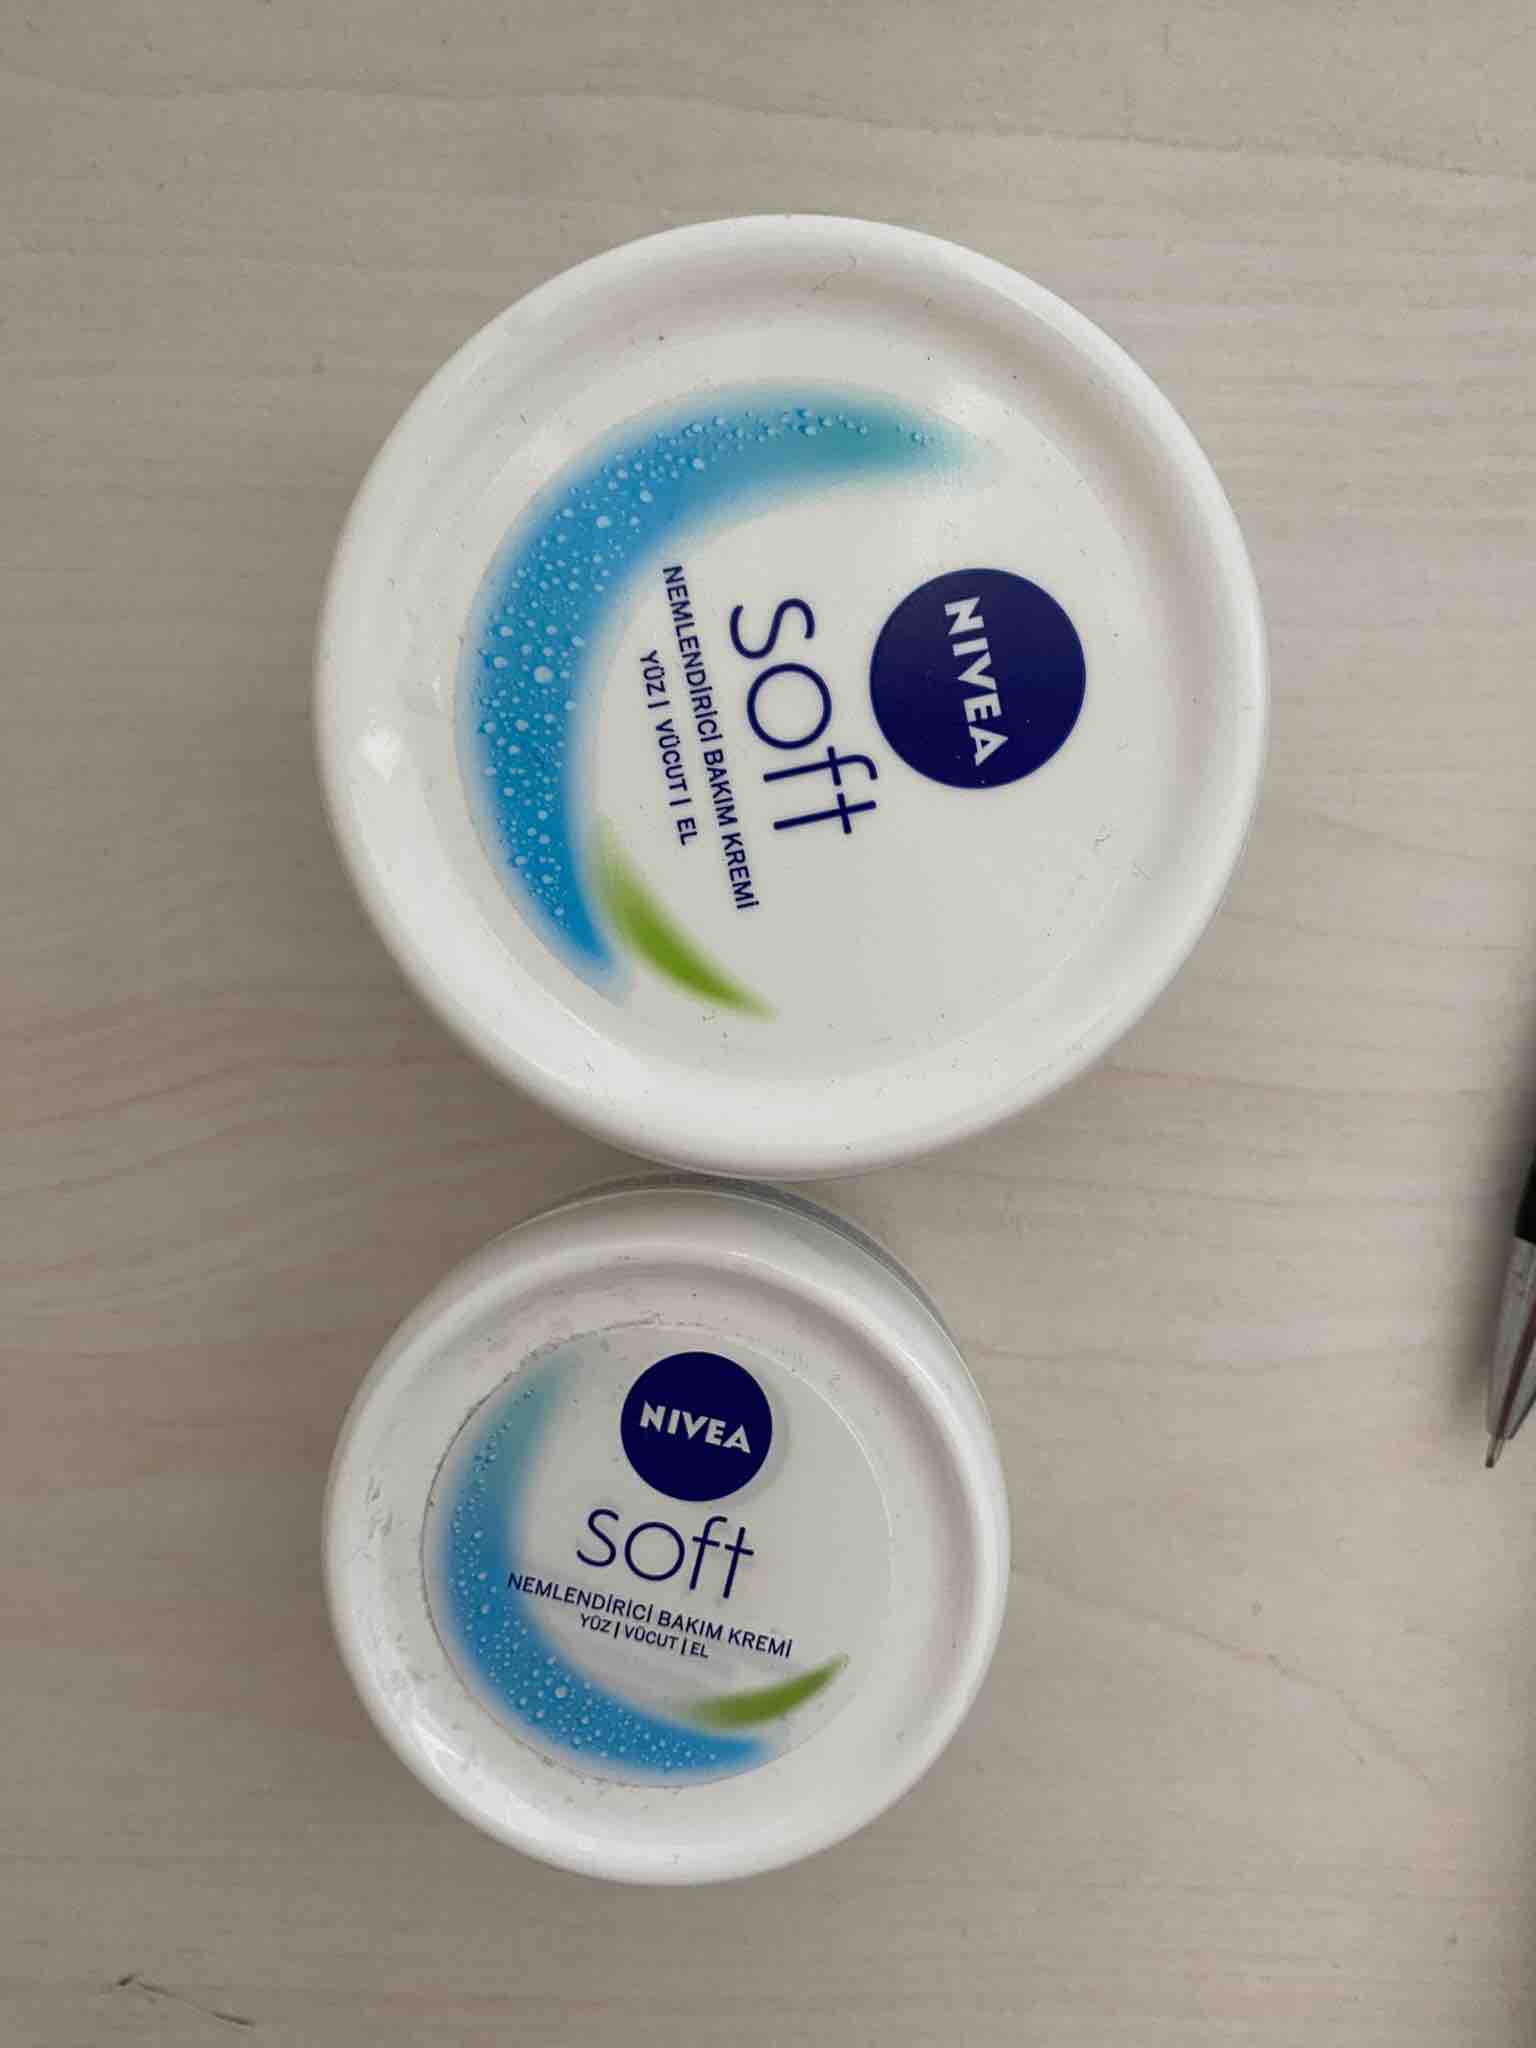 NIVEA
soft
NEMLENDİRİCİ BAKIM KREMİ
YÜZ | VÜCUT | EL
NIVEA
soft
NEMLENDİRİCİ BAKIM KREMİ
YÜZ | VÜCUT | EL